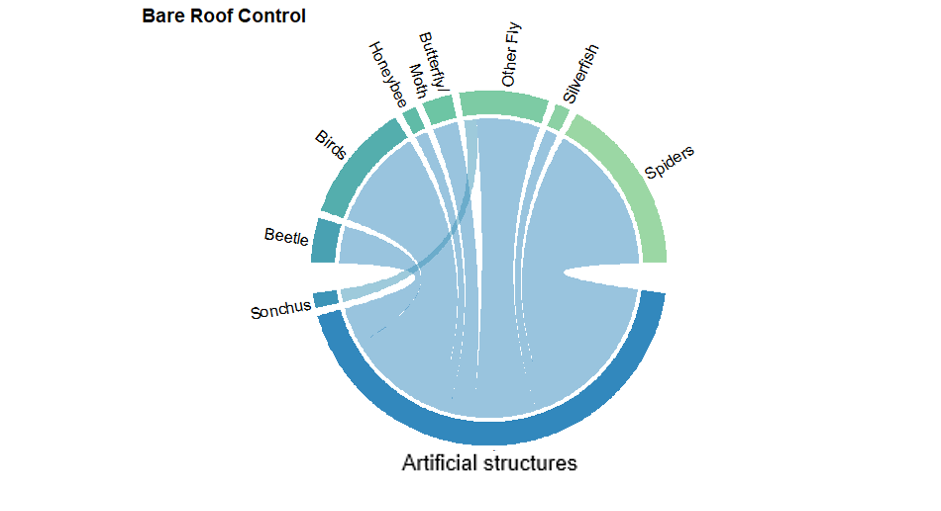 Bare Roof Control
Honeybee
Butterfly/
Moth
Other Fly
Silverfish
Birds
Spiders
Beetle
Sonchus
Artificial structures